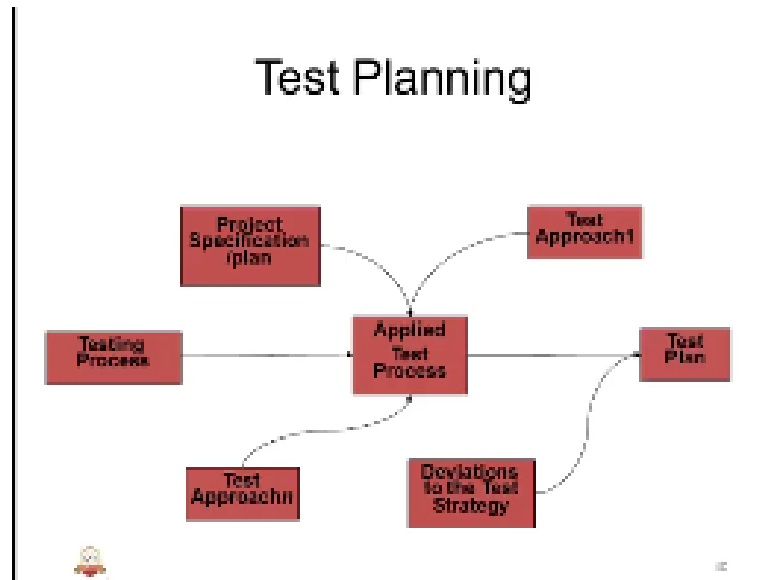 Test Planning
Project
Specification
/plan
Test
Approach1
Testing
Process
Applied
Test
Process
Test
Plan
Test
Approachn
Deviations
to the Test
Strategy